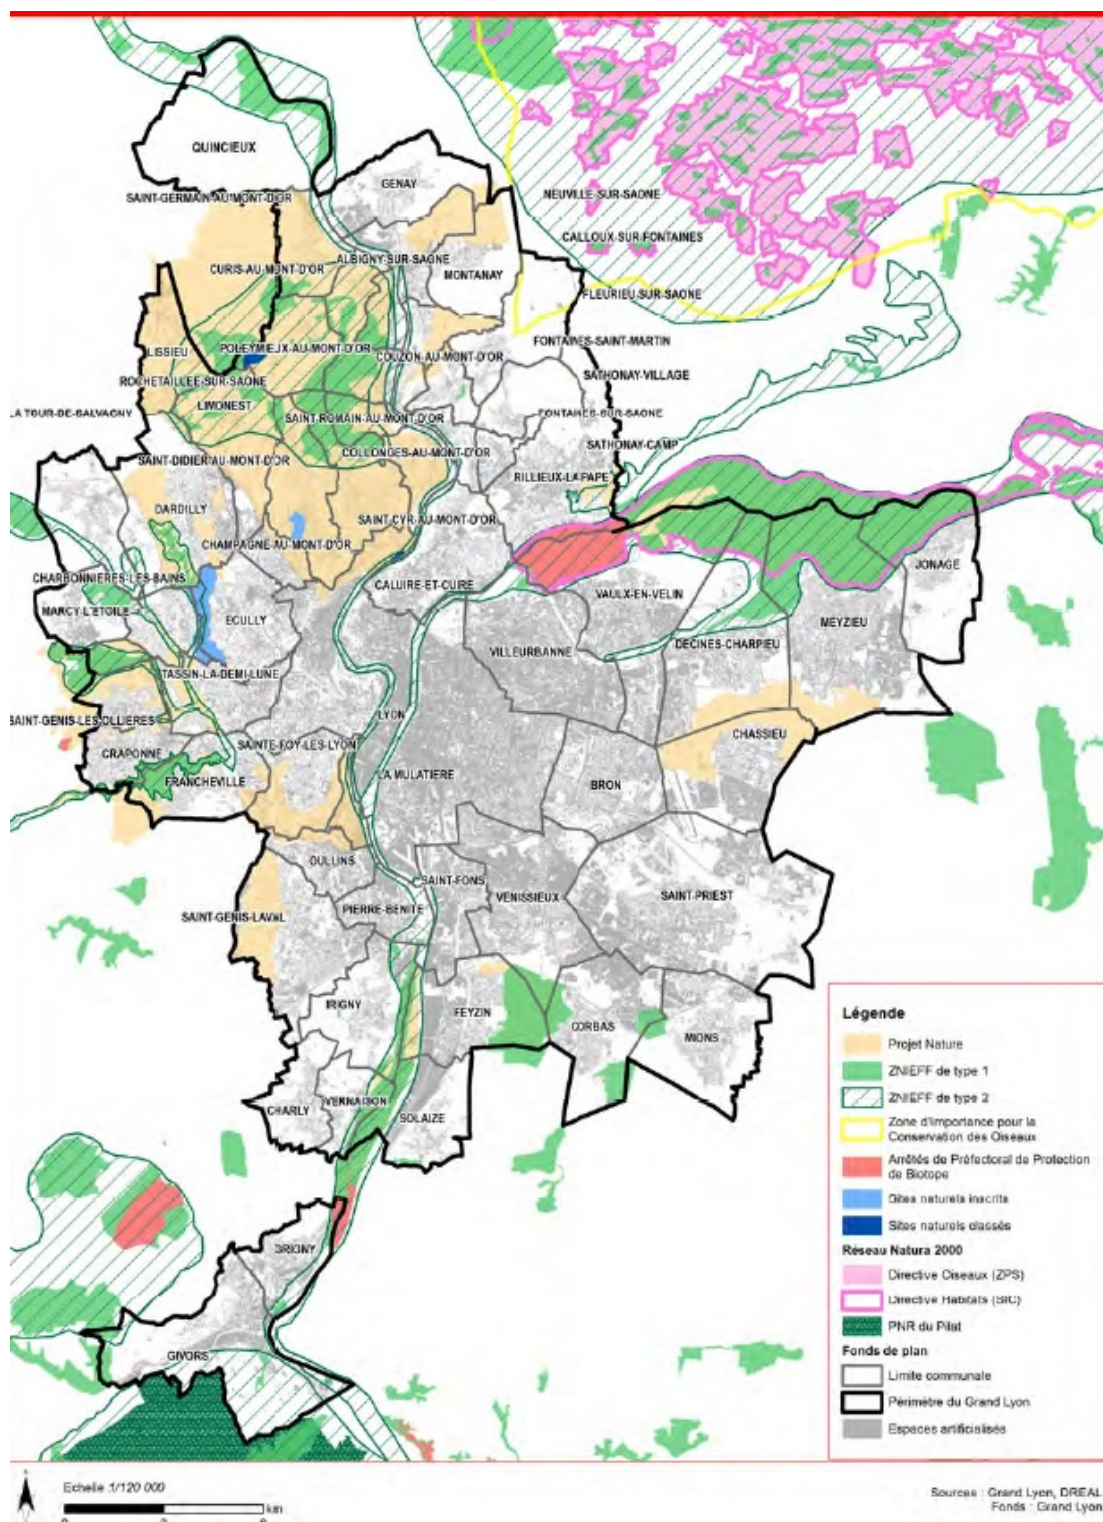 QUINCIEUX
GENAY
SAINT-GERMAIN-AU-MONT-D'OR
NEUVILLE-SUR-SAONE
CALLOUX-SUR-FONTAINES
ALBIGNY-SUR-SAONE
CURIS-AU-MONT-D'OR
MONTANAY
FLEURIEU-SUR-SAONE
POLEYMIEUX-AU-MONT-D'OR
FONTAINES-SAINT-MARTIN
LISSIEU
COUZON-AU-MONT-D'OR
SATHONAY-VILLAGE
ROCHETAILLEE-SUR-SAONE
LIMONEST
LA TOUR-DE-SALVAGNY
SAINT-ROMAIN-AU-MONT-D'OR
FONTAINES-SUR-SAONE
SATHONAY-CAMP
COLLONGES-AU-MONT-D'OR
SAINT-DIDIER-AU-MONT-D'OR
RILLIEUX-LA-PAPE
DARDILLY
SAINT-CYR-AU-MONT-D'OR
CHAMPAGNE-AU-MONT-D'OR
JONAGE
CHARBONNIERES-LES-BAINS
CALUIRE-ET-CUIRE
VAULX-EN-VELIN
MARCY-L'ETOILE
ECULLY
MEYZIEU
VILLEURBANNE
DECINES-CHARPIEU
TASSIN-LA-DEMI-LUNE
LYON
SAINT-GENIS-LES-OLLIERES
CHASSIEU
CRAPONNE
SAINTE-FOY-LES-LYON
LA MULATIERE
FRANCHEVILLE
BRON
OULLINS
SAINT-FONS
SAINT-PRIEST
VENISSIEUX
PIERRE-BENITE
SAINT-GENIS-LAVAL
IRIGNY
FEYZIN
CORBAS
MIONS
VERNAISON
CHARLY
SOLAIZE
GRIGNY
GIVORS
Légende
Projet Nature
ZNIEFF de type 1
ZNIEFF de type 2
Zone d'importance pour la
Conservation des Oiseaux
Arrêtés de Préfectoral de Protection
de Biotope
Sites naturels inscrits
Sites naturels classés
Réseau Natura 2000
Directive Oiseaux (ZPS)
Directive Habitats (SIC)
PNR du Pilat
Fonds de plan
Limite communale
Périmètre du Grand Lyon
Espaces artificialisés
Echelle 1/120 000
km
Sources : Grand Lyon, DREAL
Fonds : Grand Lyon